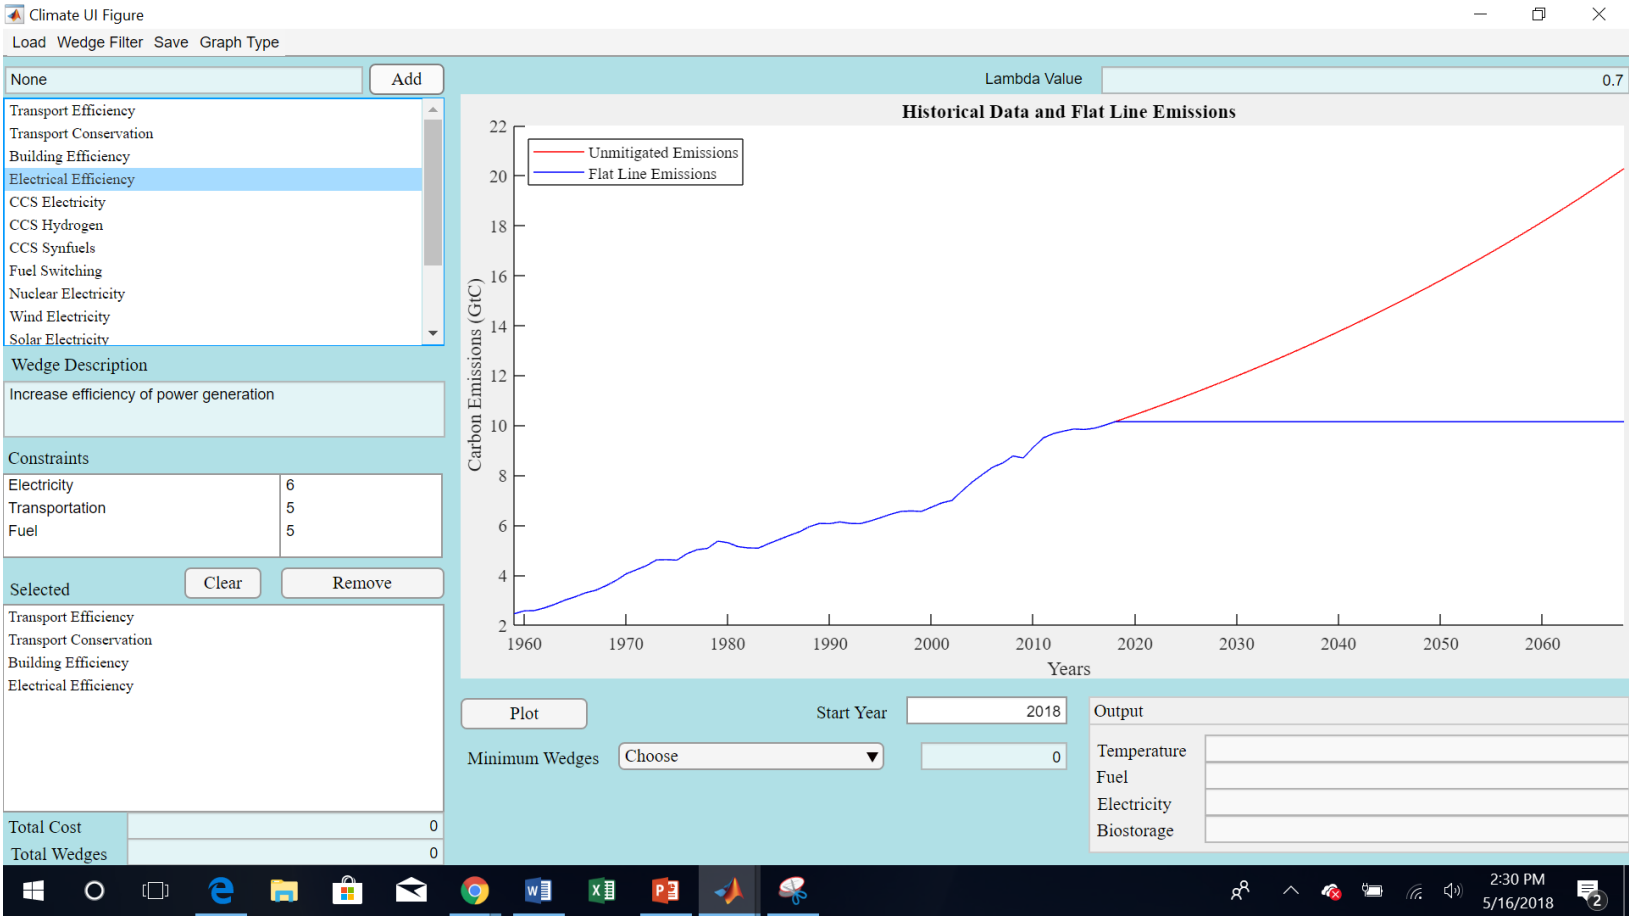 Climate UI Figure
Load Wedge Filter Save Graph Type
None
Add
Transport Efficiency
Transport Conservation
Building Efficiency
Electrical Efficiency
CCS Electricity
CCS Hydrogen
CCS Synfuels
Fuel Switching
Nuclear Electricity
Wind Electricity
Solar Electricity
Wedge Description
Increase efficiency of power generation
Constraints
Electricity 6
Transportation 5
Fuel 5
Selected
Clear
Remove
Transport Efficiency
Transport Conservation
Building Efficiency
Electrical Efficiency
Total Cost 0
Total Wedges 0
Lambda Value 0.7
Historical Data and Flat Line Emissions
Unmitigated Emissions
Flat Line Emissions
Carbon Emissions (GtC)
22
20
18
16
14
12
10
8
6
4
2
1960 1970 1980 1990 2000 2010 2020 2030 2040 2050 2060
Years
Plot
Start Year 2018
Minimum Wedges Choose 0
Output
Temperature
Fuel
Electricity
Biostorage
2:30 PM
5/16/2018
2